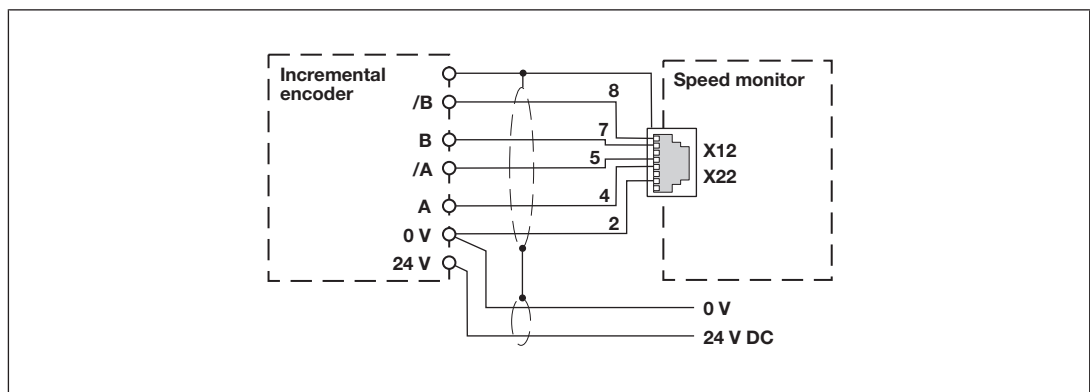 Incremental
encoder
Speed monitor
/B
8
B
7
/A
5
A
4
0 V
2
24 V
X12
X22
0 V
24 V DC